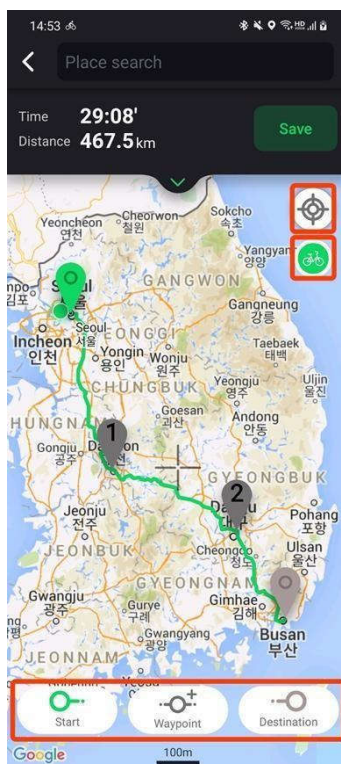 14:53
Place search
Time 29:08'
Distance 467.5 km
Save
Sokcho
속초
Cheorwon
철원
Yeoncheon
연천
Yangyang
양양
GANGWON
Gangneung
강릉
Seoul
서울
Incheon
인천
Yongin
용인
Wonju
원주
Taebaek
태백
CHUNGBUK
Yeongju
영주
Uljin
울진
Goesan
괴산
Andong
안동
1
Gongju
공주
2
GYEONGBUK
Pohang
포항
Jeonju
전주
JEONBUK
Cheongdo
청도
Ulsan
울산
GYEONGNAM
Gwangju
광주
Gurye
구례
Gimhae
김해
Gwangyang
광양
Busan
부산
JEONNAM
Start
Waypoint
Destination
Google
100m